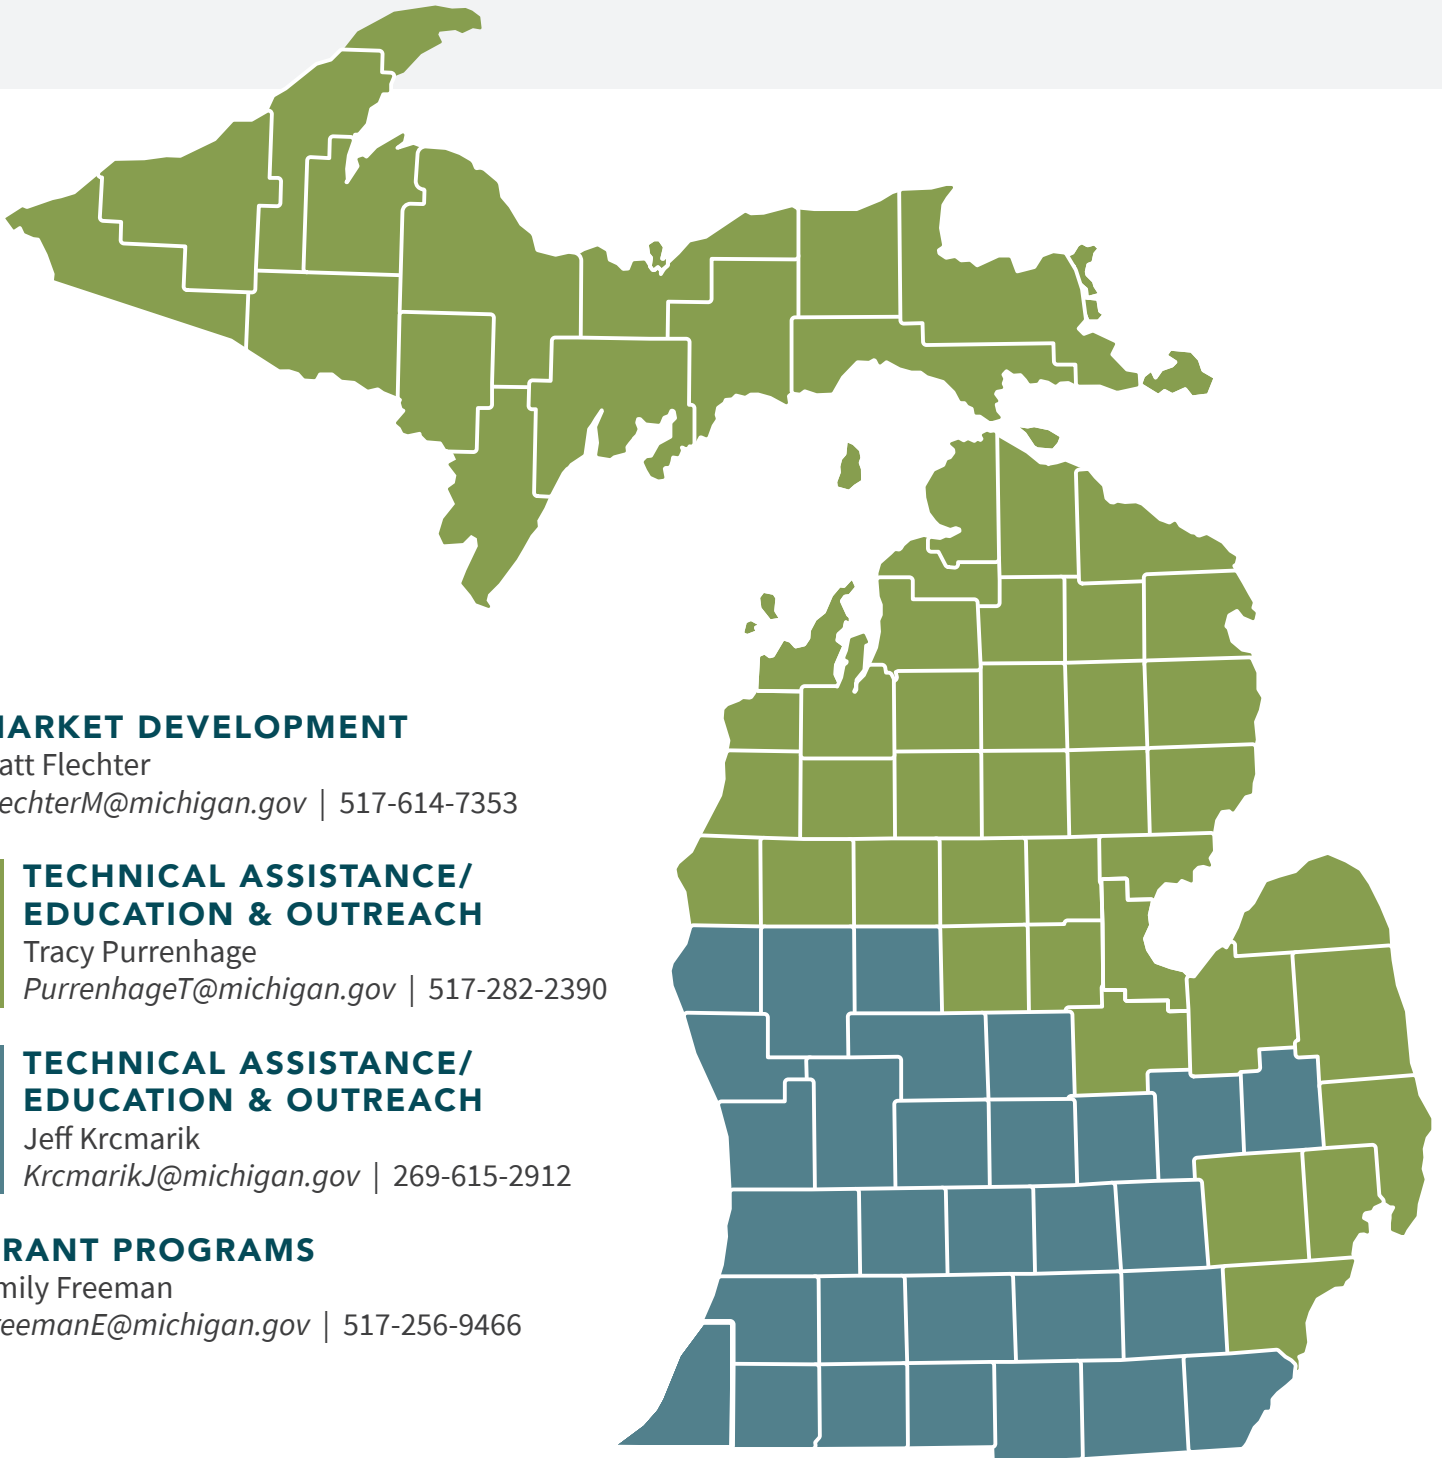 ARKET DEVELOPMENT
att Flechter
echterM@michigan.gov | 517-614-7353
TECHNICAL ASSISTANCE/
EDUCATION & OUTREACH
Tracy Purrenhage
PurrenhageT@michigan.gov | 517-282-2390
TECHNICAL ASSISTANCE/
EDUCATION & OUTREACH
Jeff Krcmarik
KrcmarikJ@michigan.gov | 269-615-2912
RANT PROGRAMS
mily Freeman
eemanE@michigan.gov | 517-256-9466